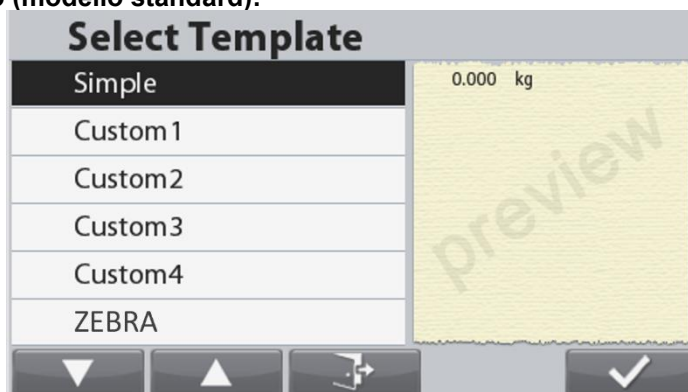 (modello standard):
Select Template
Simple
0.000 kg
Custom1
Custom2
Custom3
Custom4
ZEBRA
preview